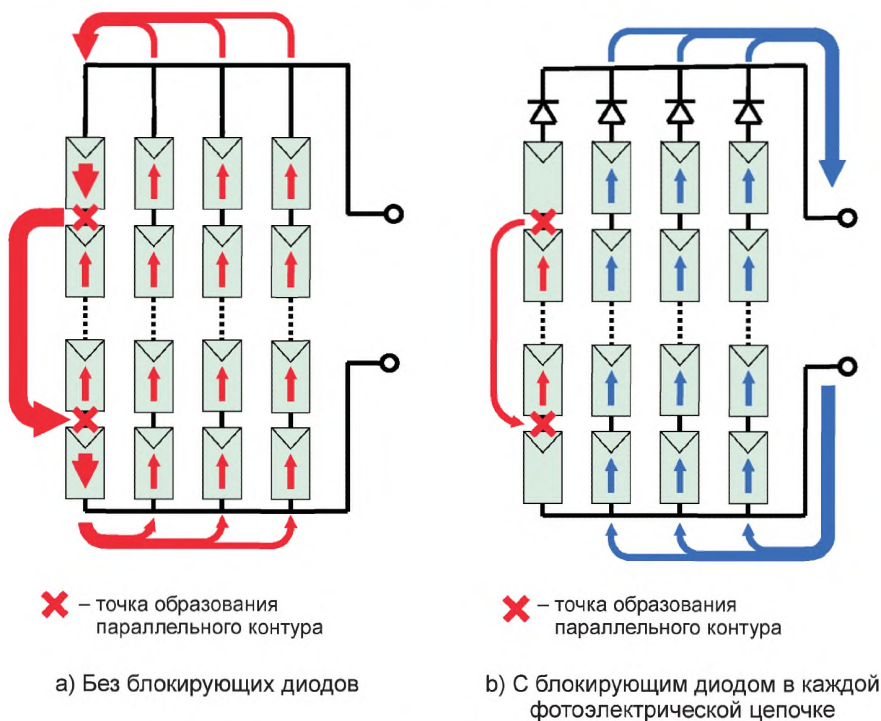 – точка образования
параллельного контура
a) Без блокирующих диодов
– точка образования
параллельного контура
b) С блокирующим диодом в каждой
фотоэлектрической цепочке